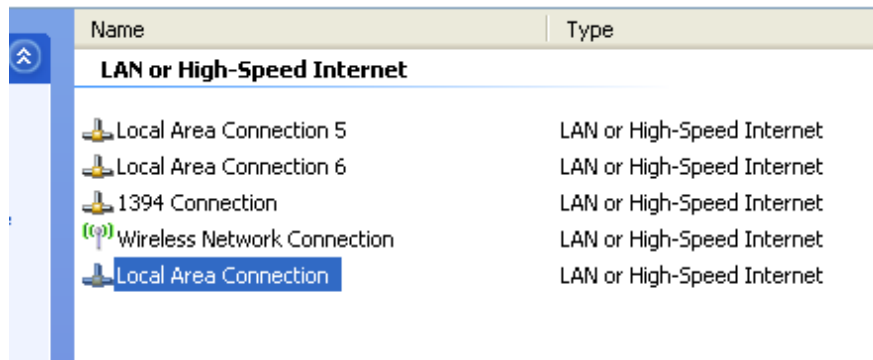 Name Type
LAN or High-Speed Internet
Local Area Connection 5 LAN or High-Speed Internet
Local Area Connection 6 LAN or High-Speed Internet
1394 Connection LAN or High-Speed Internet
Wireless Network Connection LAN or High-Speed Internet
Local Area Connection LAN or High-Speed Internet